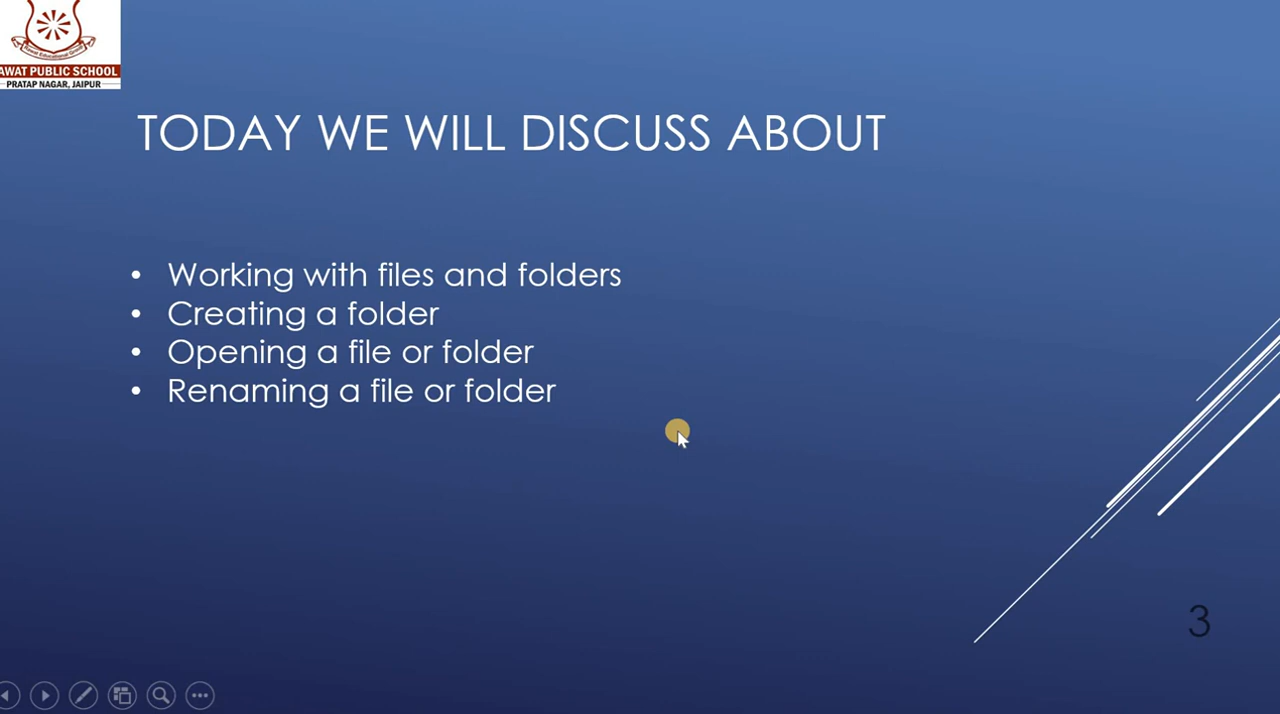 AWAT PUBLIC SCHOOL
PRATAP NAGAR, JAIPUR
TODAY WE WILL DISCUSS ABOUT
• Working with files and folders
• Creating a folder
• Opening a file or folder
• Renaming a file or folder
3